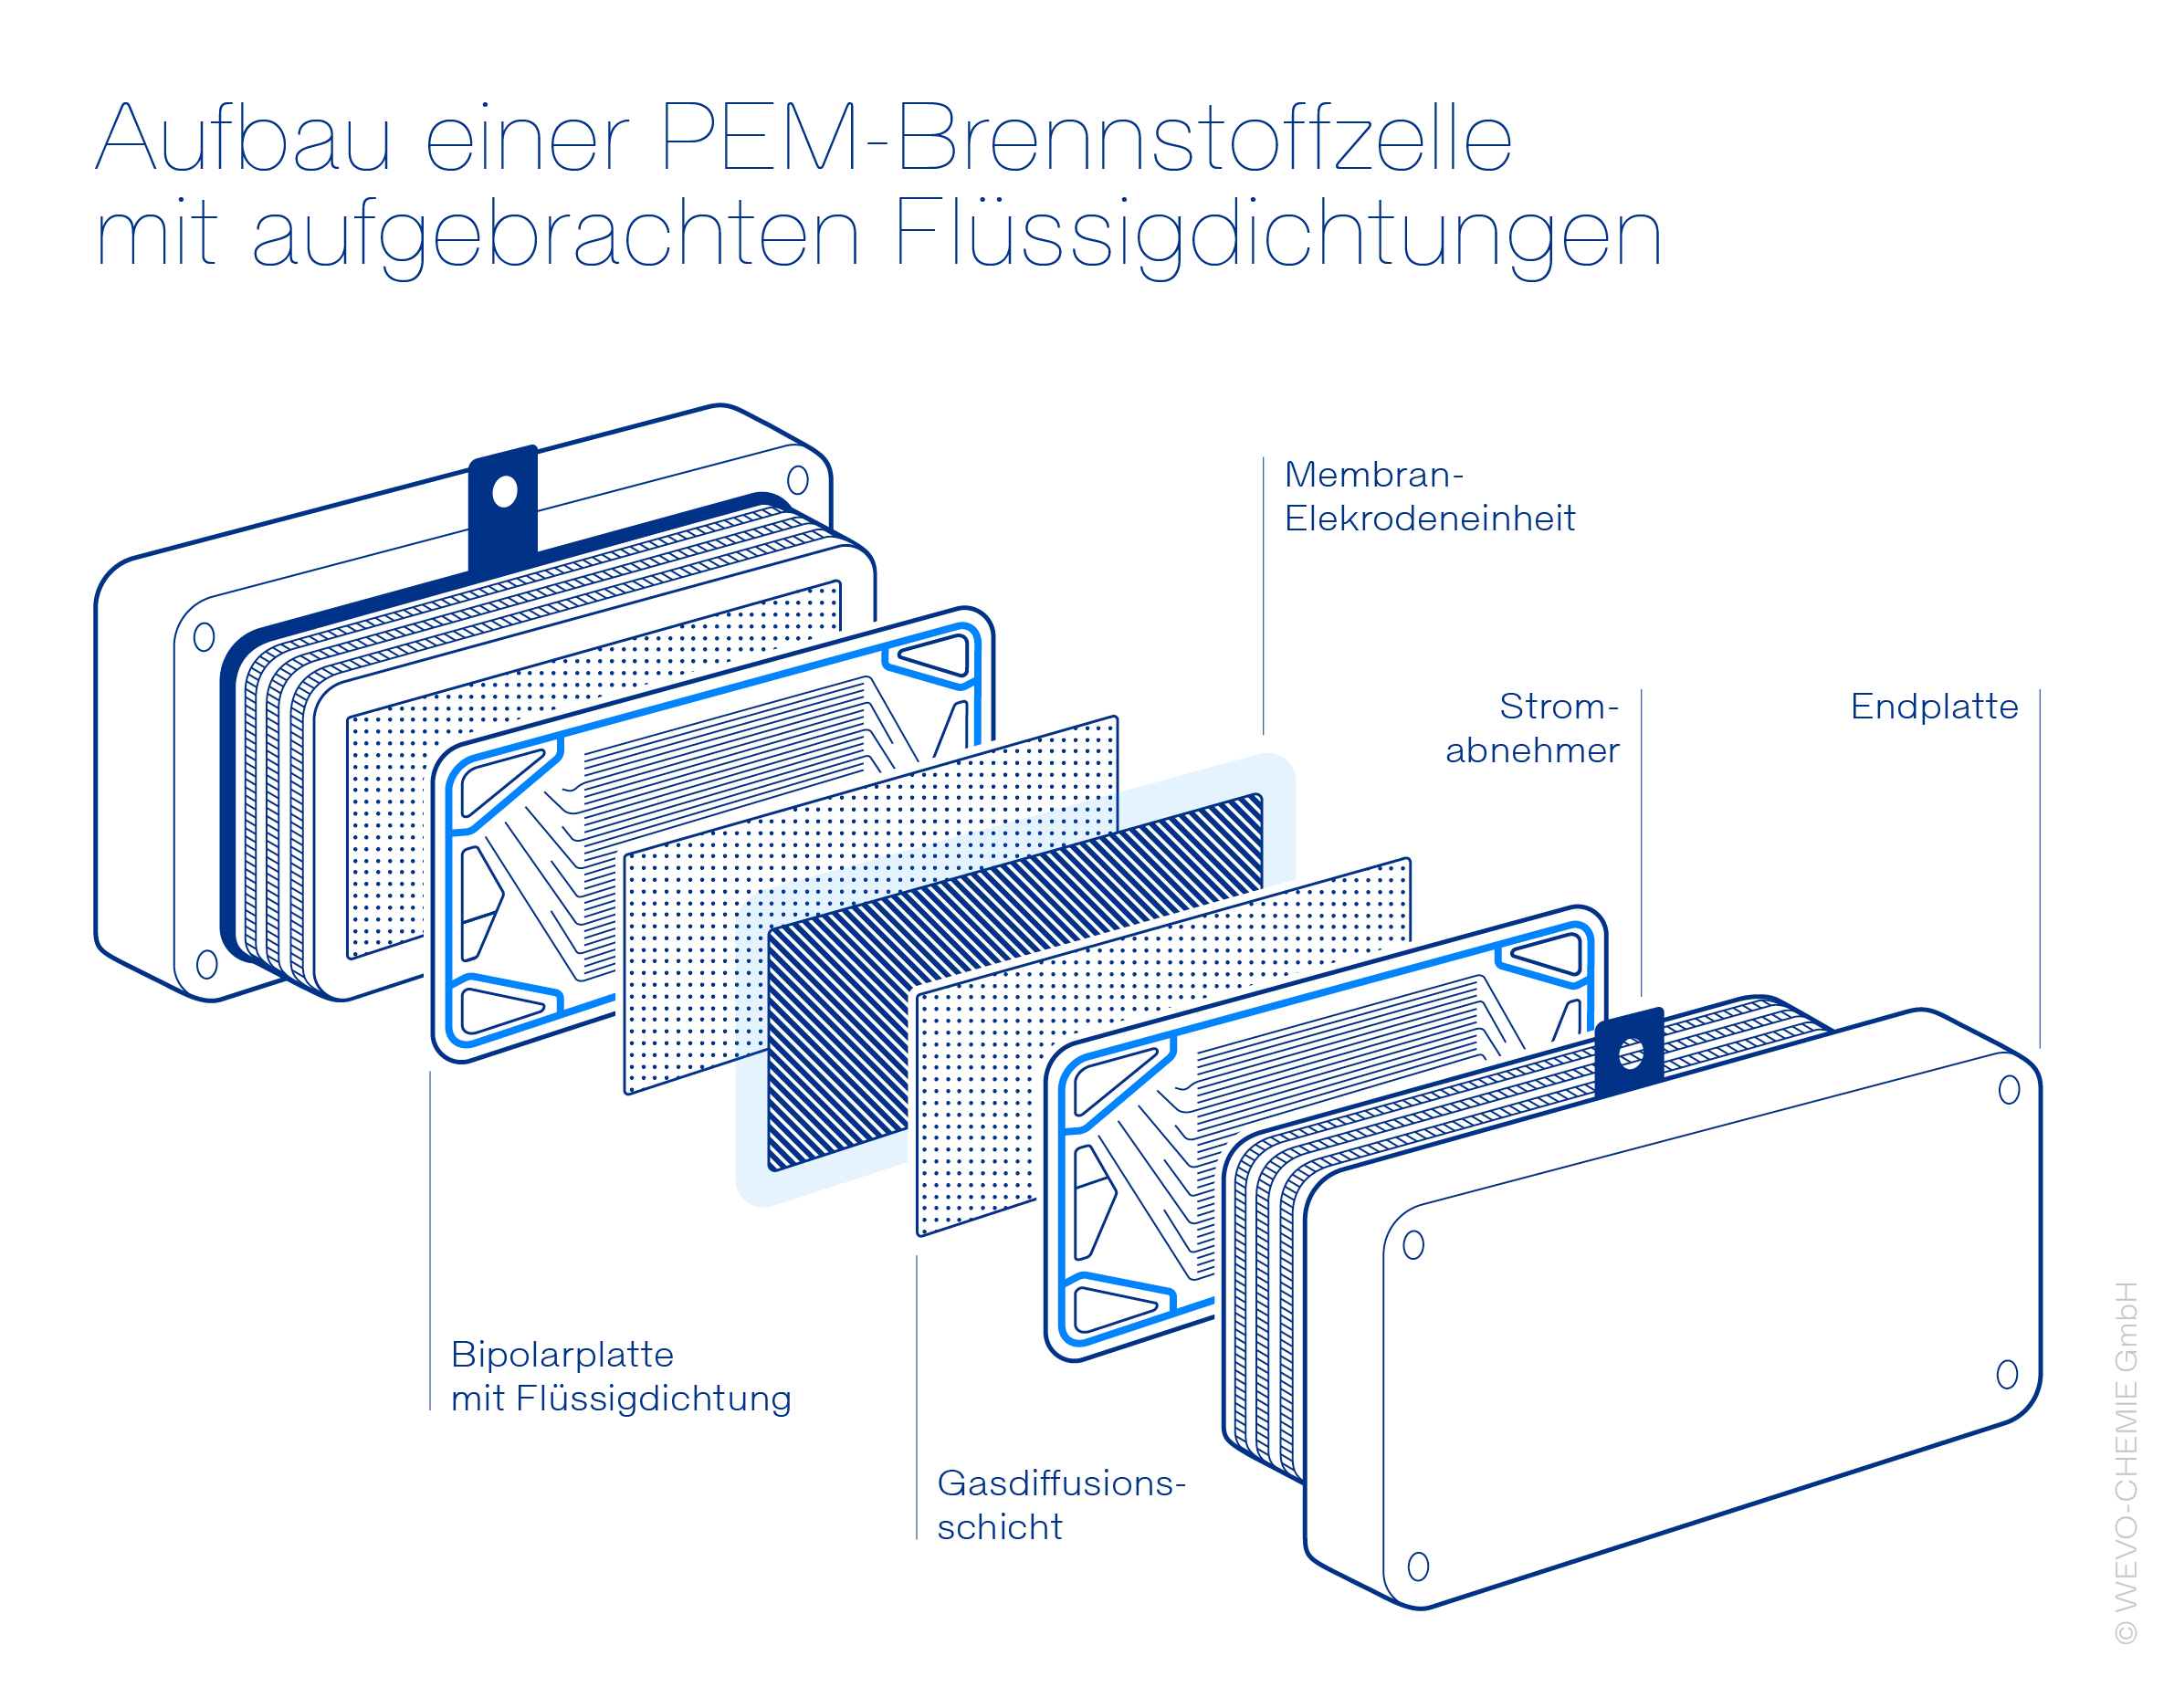 Aufbau einer PEM-Brennstoffzelle
mit aufgebrachten Flüssigdichtungen
Membran-
Elekrodeneinheit
Strom-
abnehmer
Endplatte
Bipolarplatte
mit Flüssigdichtung
Gasdiffusions-
schicht
© WEVO-CHEMIE GmbH